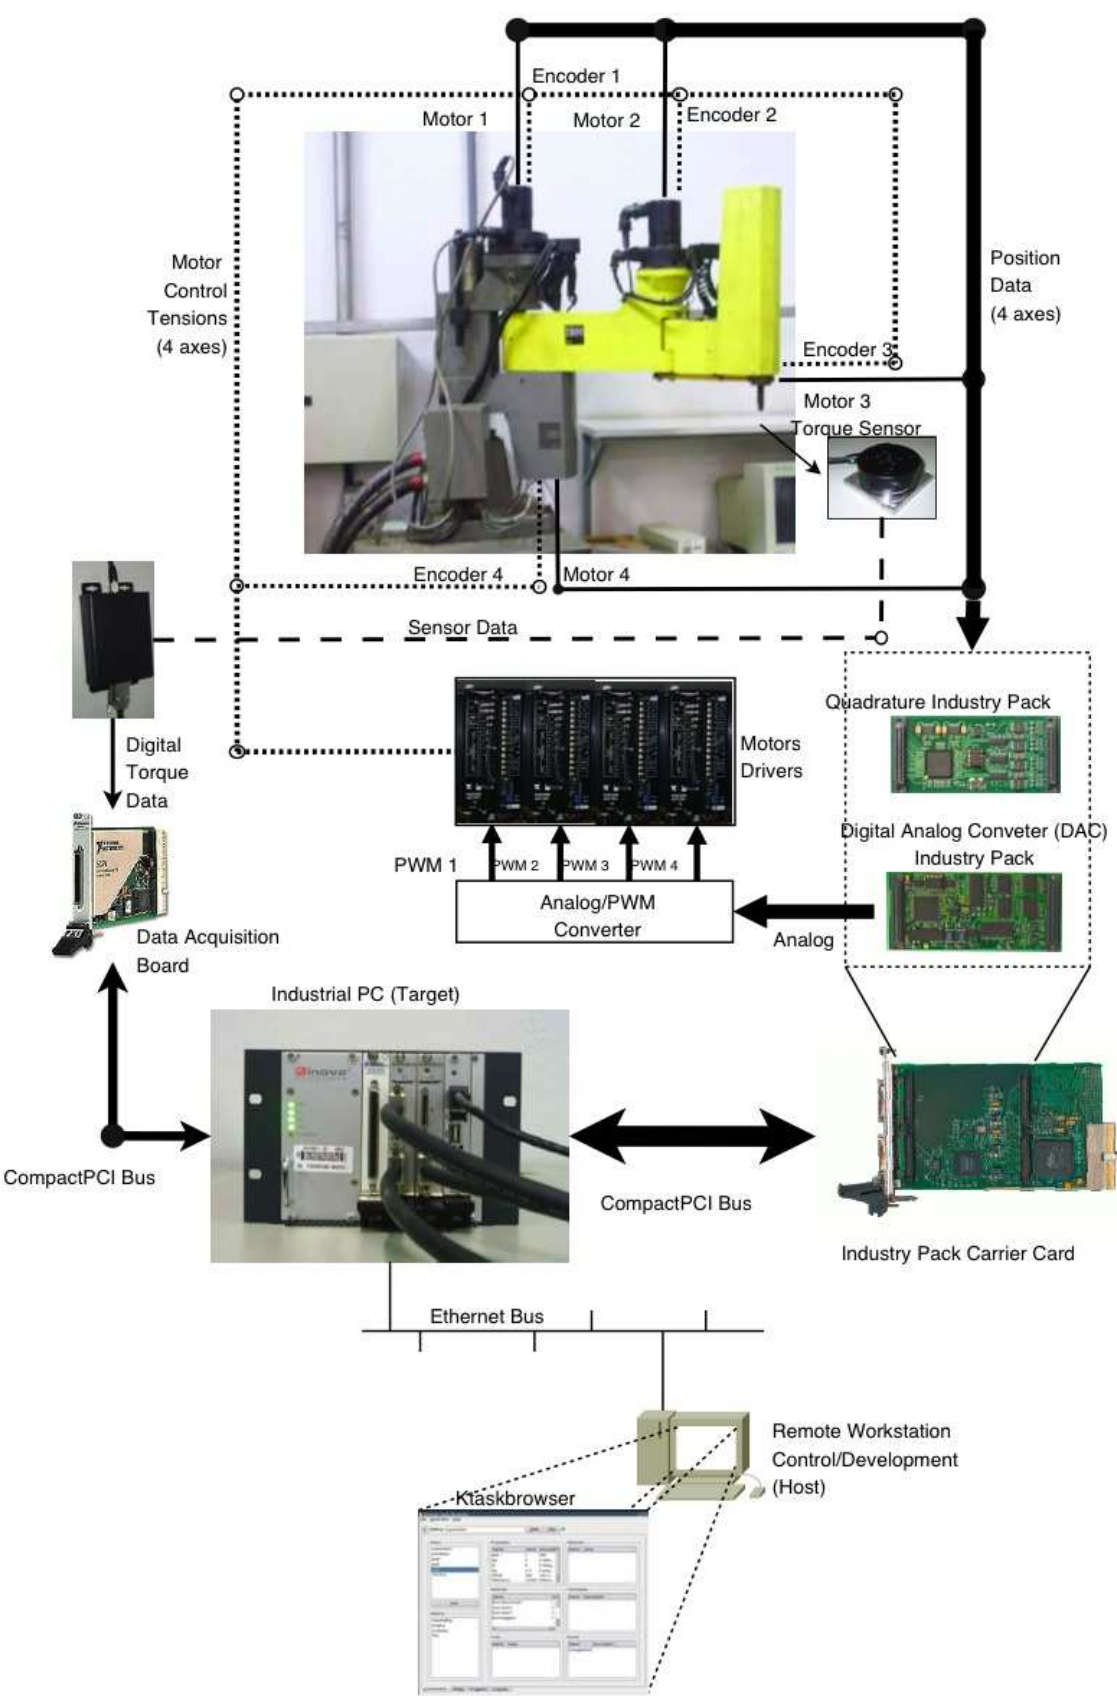 Encoder 1
Motor 1
Motor 2
Encoder 2
Motor
Control
Tensions
(4 axes)
Position
Data
(4 axes)
Encoder 3
Motor 3
Torque Sensor
Encoder 4
Motor 4
Sensor Data
Quadrature Industry Pack
Digital
Torque
Data
Motors
Drivers
Digital Analog Conveter (DAC)
Industry Pack
PWM 1
PWM 2
PWM 3
PWM 4
Analog/PWM
Converter
Analog
Data Acquisition
Board
Industrial PC (Target)
inova
CompactPCI Bus
CompactPCI Bus
Industry Pack Carrier Card
Ethernet Bus
Remote Workstation
Control/Development
(Host)
Ktaskbrowser